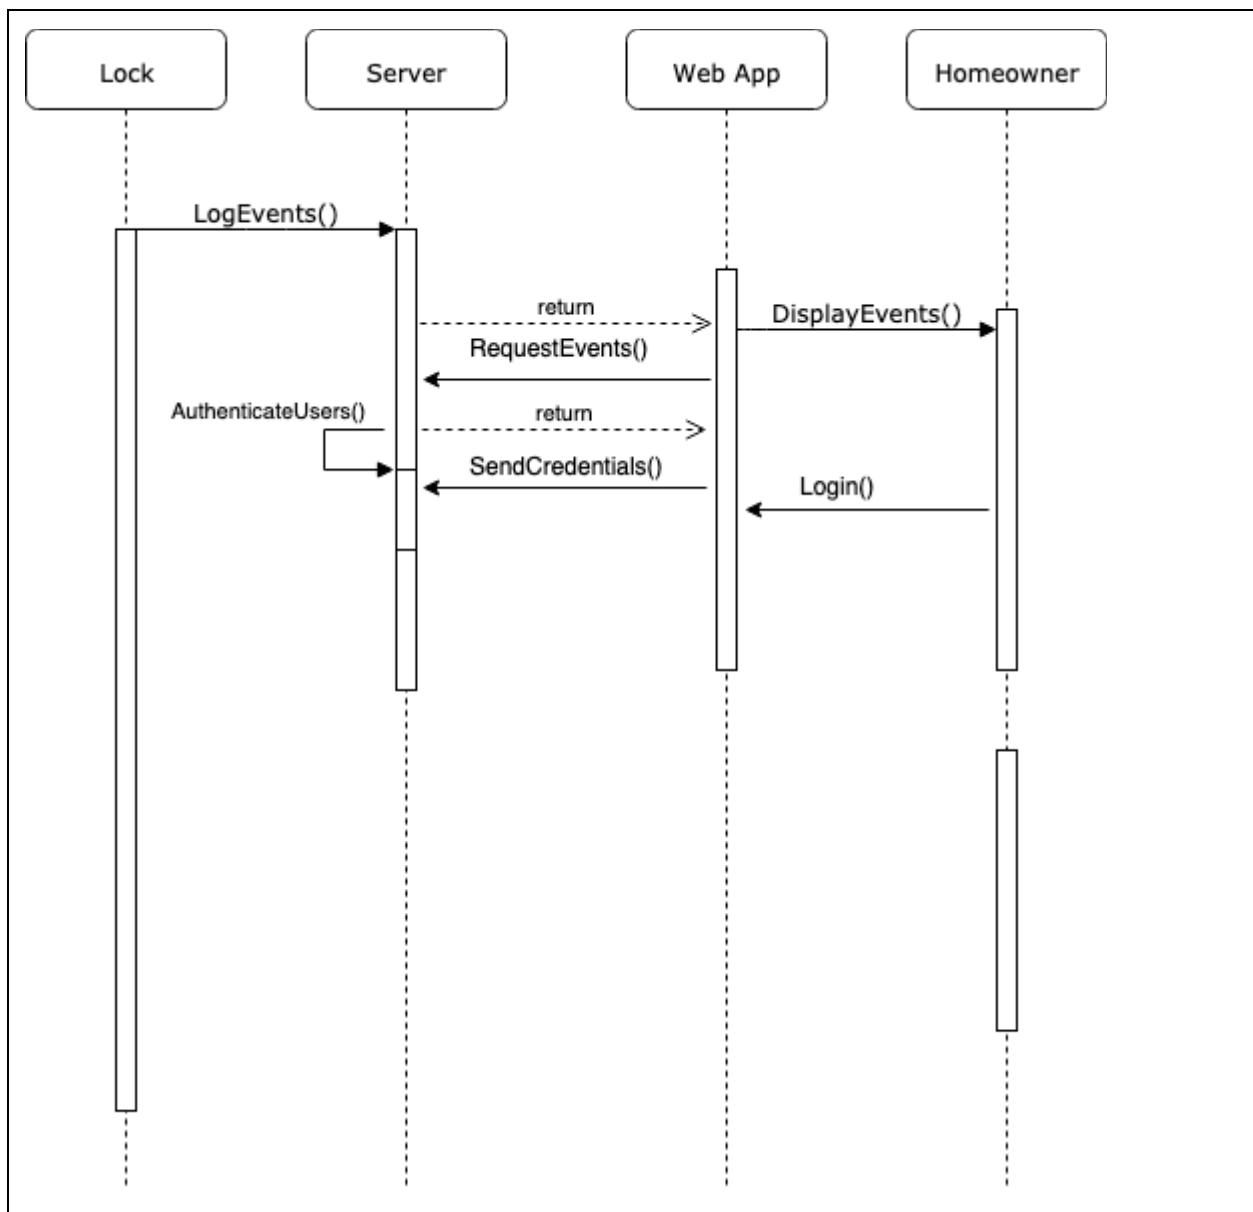 Lock
Server
Web App
Homeowner
LogEvents()
return
DisplayEvents()
RequestEvents()
AuthenticateUsers()
return
SendCredentials()
Login()